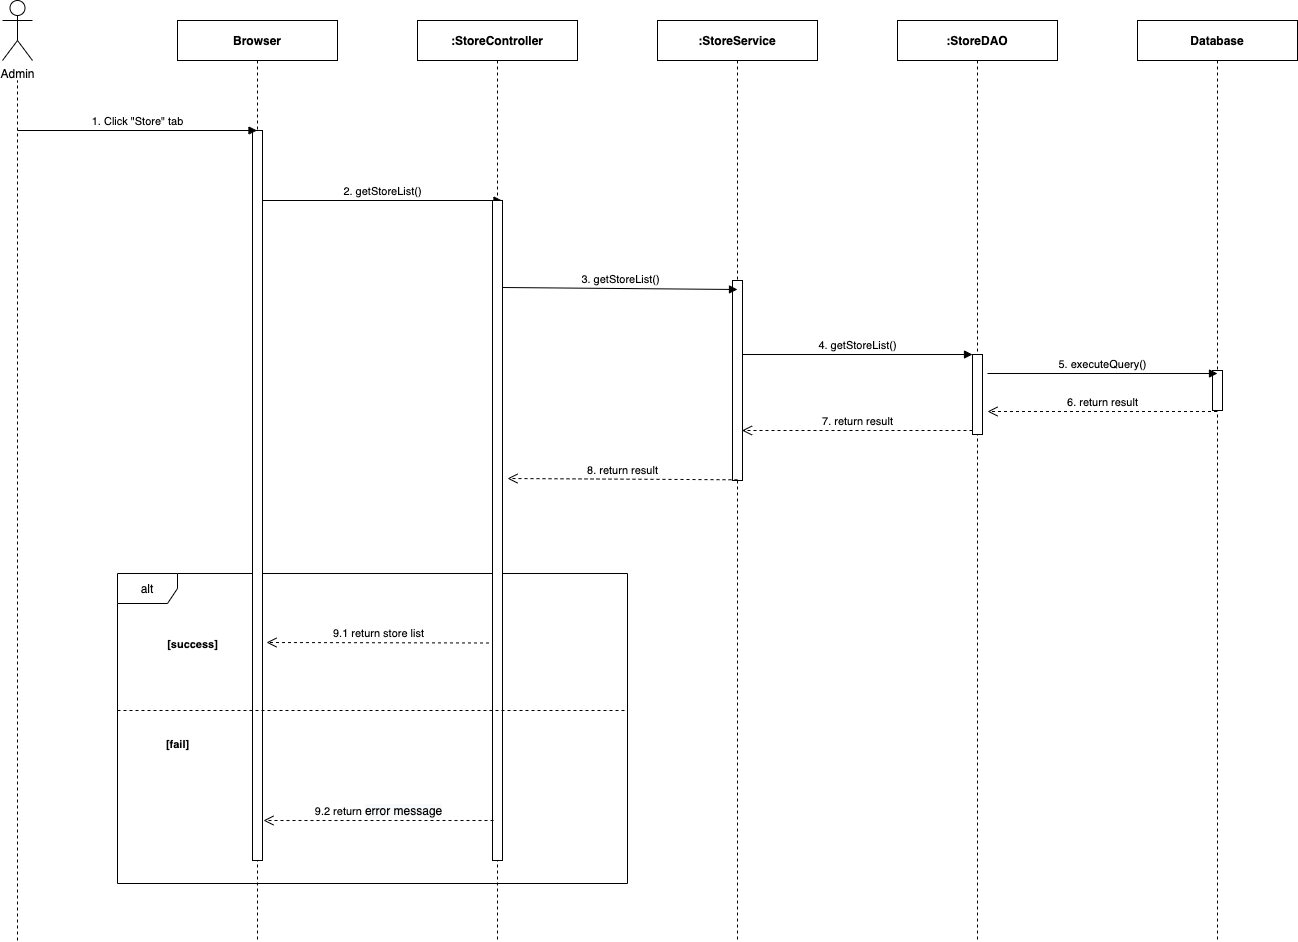 Admin
Browser
:StoreController
:StoreService
:StoreDAO
Database
1. Click "Store" tab
2. getStoreList()
3. getStoreList()
4. getStoreList()
5. executeQuery()
6. return result
7. return result
8. return result
alt
9.1 return store list
[success]
[fail]
9.2 return error message